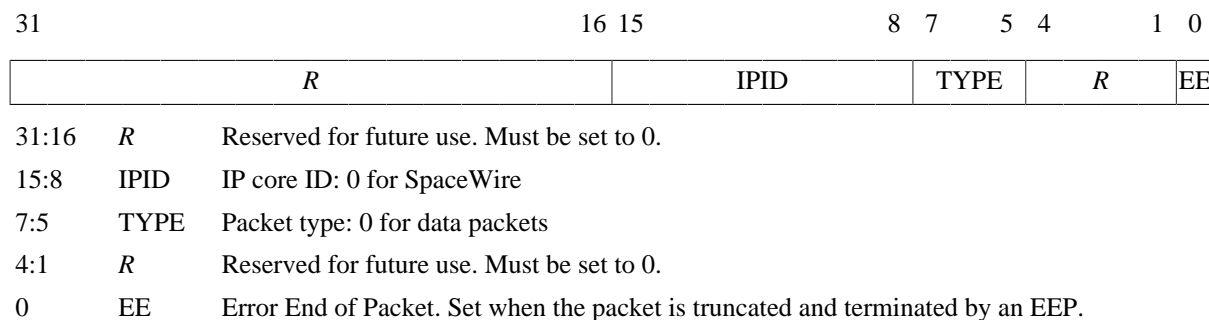 31 16 15 8 7 5 4 1 0
R IPID TYPE R EE
31:16 R Reserved for future use. Must be set to 0.
15:8 IPID IP core ID: 0 for SpaceWire
7:5 TYPE Packet type: 0 for data packets
4:1 R Reserved for future use. Must be set to 0.
0 EE Error End of Packet. Set when the packet is truncated and terminated by an EEP.